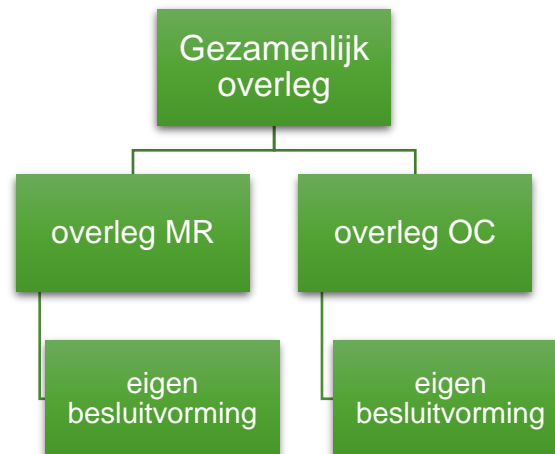 Gezamenlijk
overleg
overleg MR
overleg OC
eigen
besluitvorming
eigen
besluitvorming